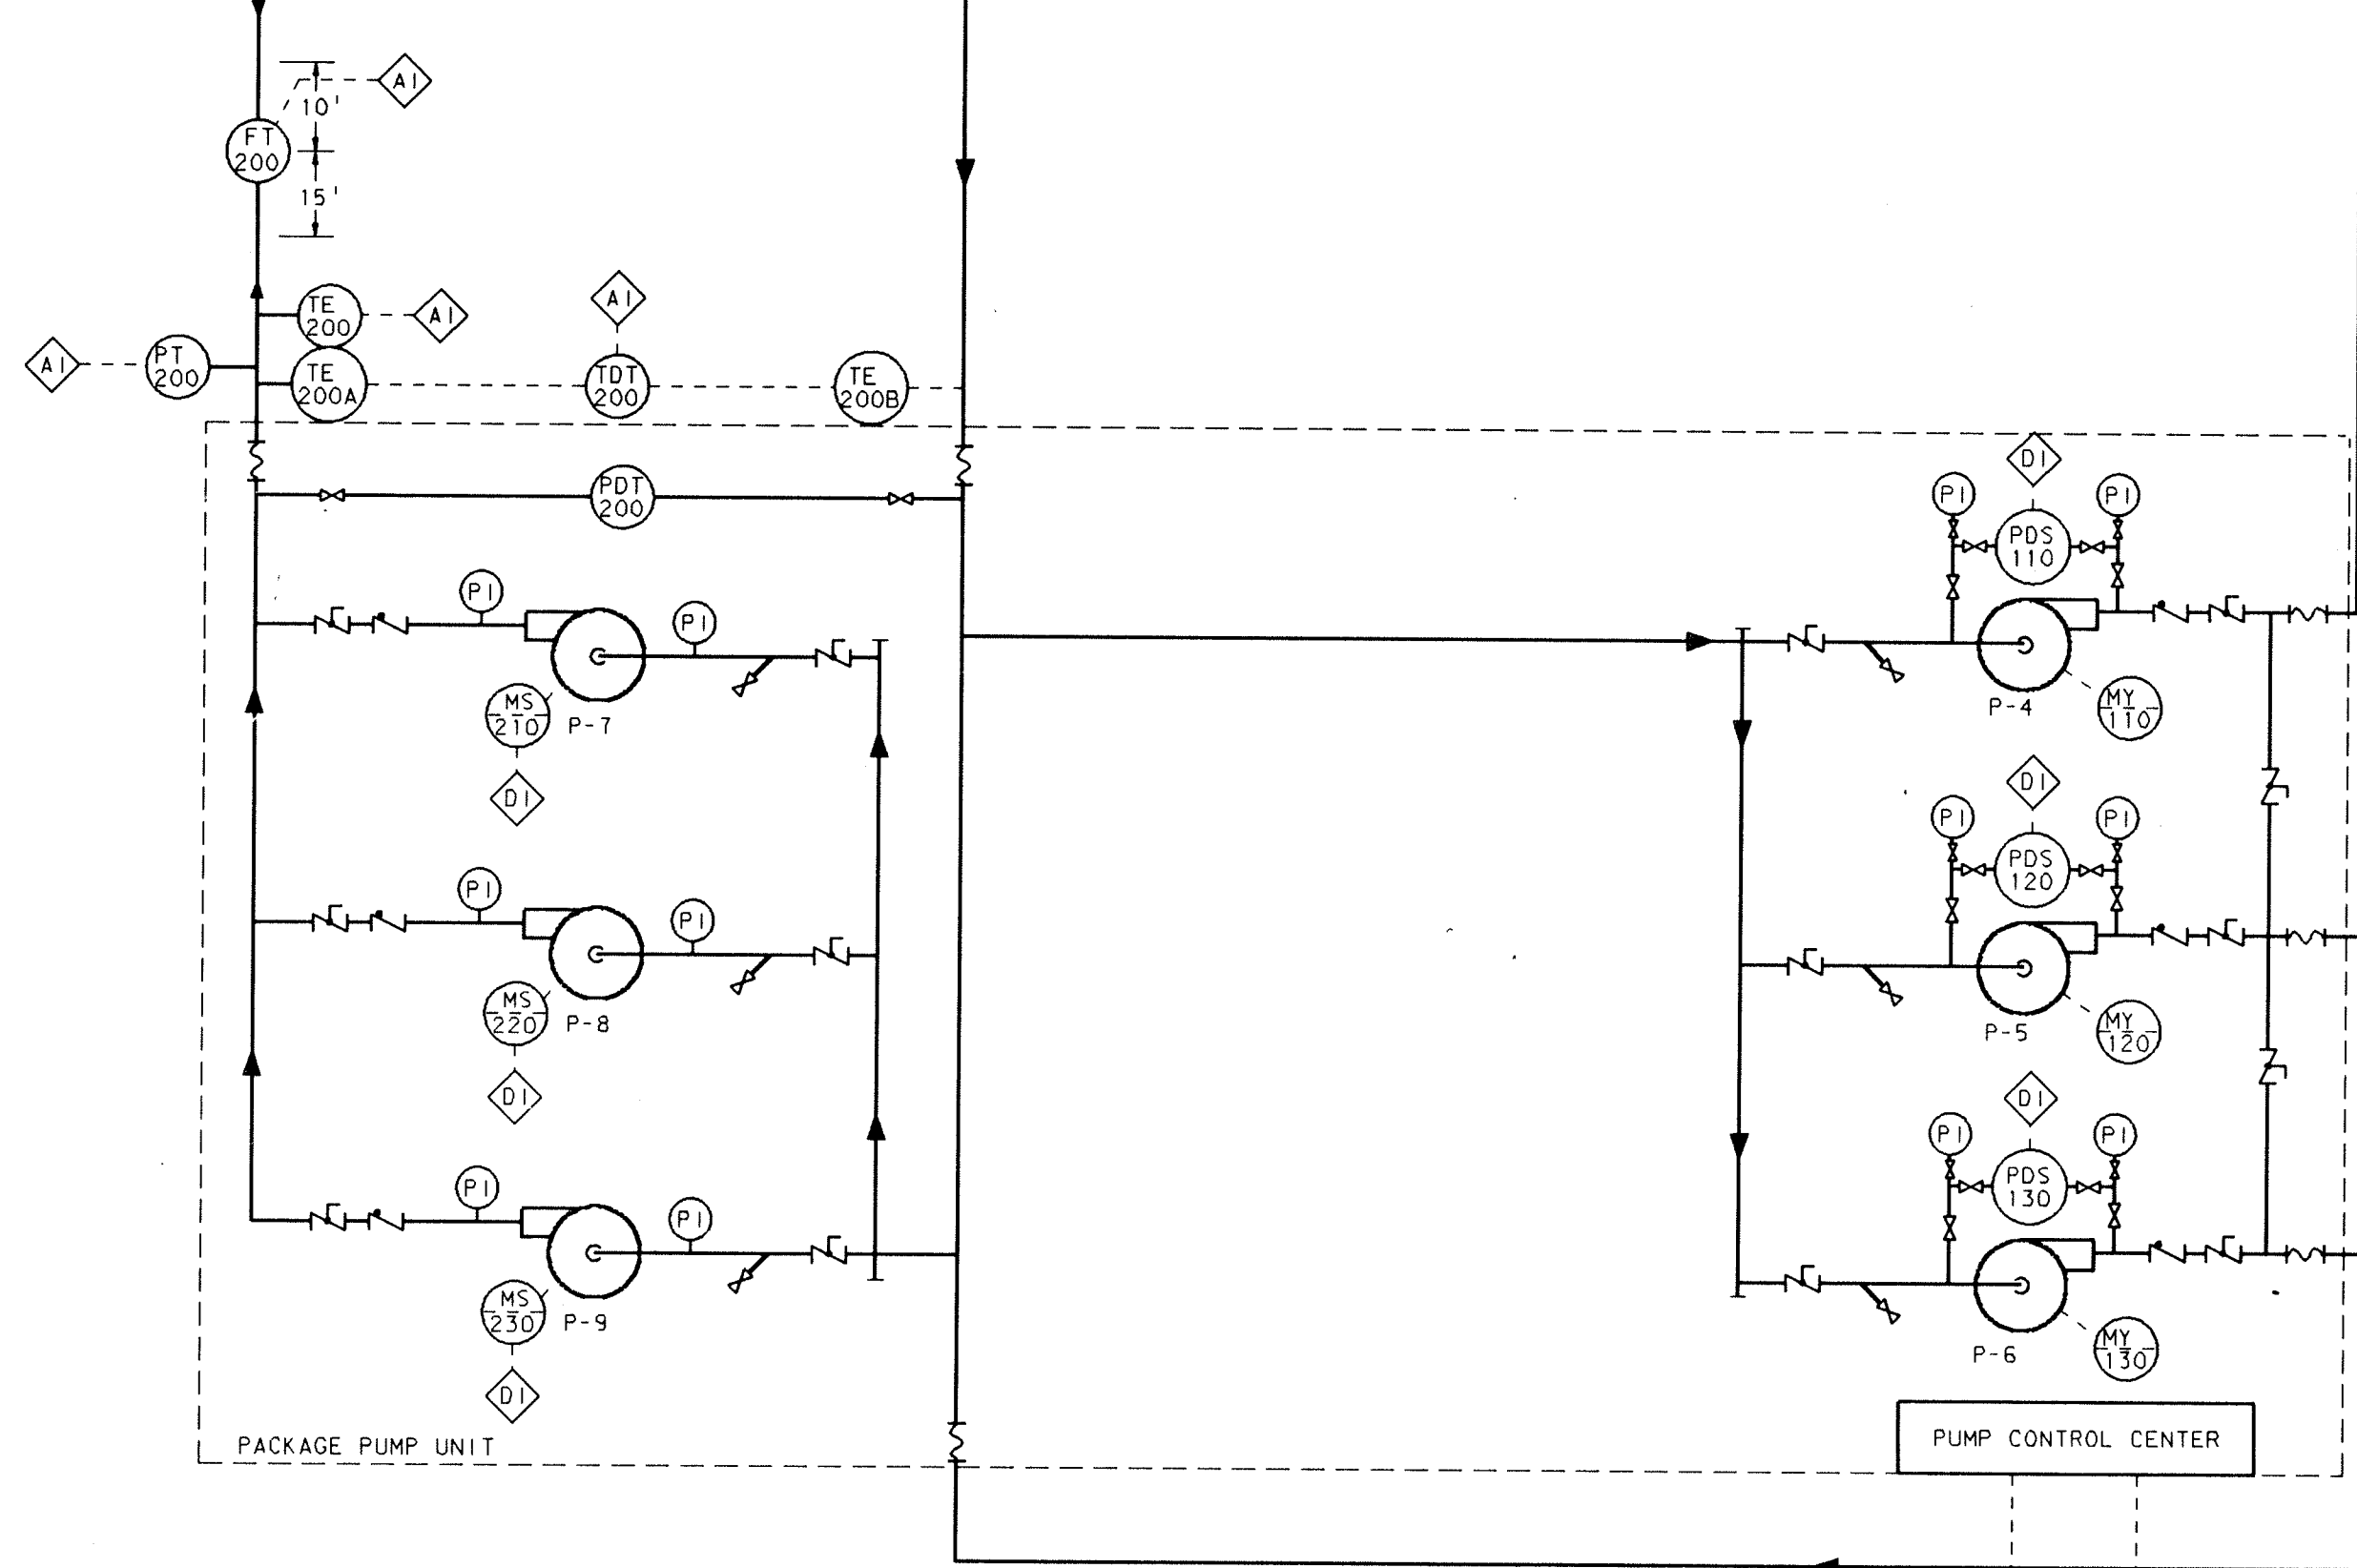 AI
10'
FT
200
15'
AI
TE
200
AI
AI
PT
200
TE
200A
TDT
200
TE
200B
DI
PDT
200
PI
PI
PDS
110
PI
PI
MS
210
P-7
P-4
MY
110
DI
DI
PI
PI
PDS
120
PI
PI
MS
220
P-8
P-5
MY
120
DI
DI
PI
PI
PDS
130
PI
PI
MS
230
P-9
P-6
MY
130
DI
PACKAGE PUMP UNIT
PUMP CONTROL CENTER